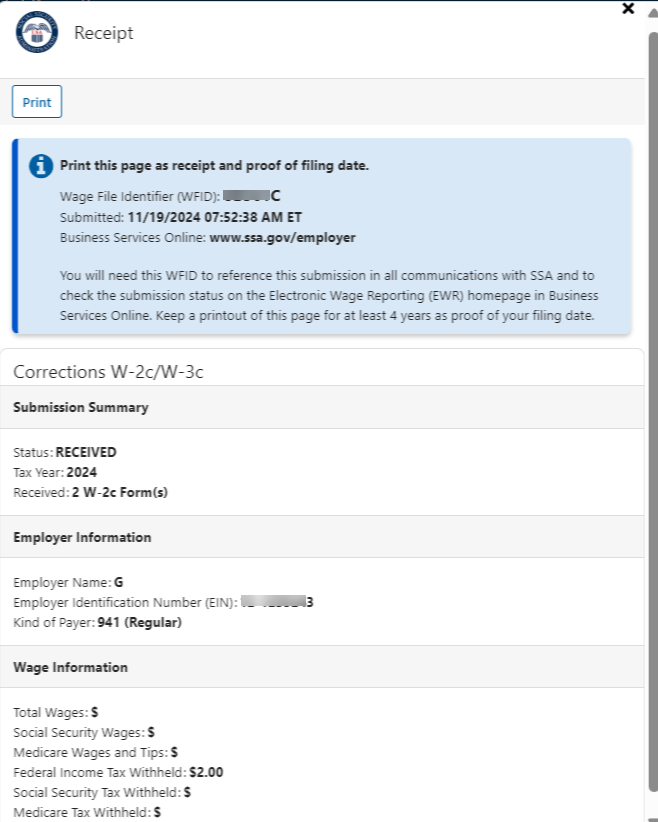 Receipt
Print
Print this page as receipt and proof of filing date.
Wage File Identifier (WFID): C
Submitted: 11/19/2024 07:52:38 AM ET
Business Services Online: www.ssa.gov/employer
You will need this WFID to reference this submission in all communications with SSA and to
check the submission status on the Electronic Wage Reporting (EWR) homepage in Business
Services Online. Keep a printout of this page for at least 4 years as proof of your filing date.
Corrections W-2c/W-3c
Submission Summary
Status: RECEIVED
Tax Year: 2024
Received: 2 W-2c Form(s)
Employer Information
Employer Name: G
Employer Identification Number (EIN): 3
Kind of Payer: 941 (Regular)
Wage Information
Total Wages: $
Social Security Wages: $
Medicare Wages and Tips: $
Federal Income Tax Withheld: $2.00
Social Security Tax Withheld: $
Medicare Tax Withheld: $